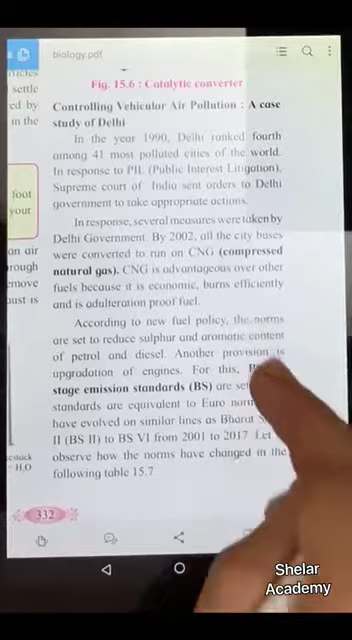 biology.pdf
rticles
settle
ed by
in the
foot
your
an air
rough
emove
aust is
Fig. 15.6 : Catalytic converter
Controlling Vehicular Air Pollution : A case
study of Delhi
In the year 1990, Delhi ranked fourth
among 41 most polluted cities of the world.
In response to PIL (Public Interest Litigation),
Supreme court of India sent orders to Delhi
government to take appropriate actions.
In response, several measures were taken by
Delhi Government. By 2002, all the city buses
were converted to run on CNG (compressed
natural gas). CNG is advantageous over other
fuels because it is economic, burns efficiently
and is adulteration proof fuel.
According to new fuel policy, the norms
are set to reduce sulphur and aromatic content
of petrol and diesel. Another provision is
upgradation of engines. For this,
stage emission standards (BS) are set
standards are equivalent to Euro nor
have evolved on similar lines as Bharat S
II (BS II) to BS VI from 2001 to 2017. Let
observe how the norms have changed in the
following table 15.7
H₂O
332
Shelar
Academy